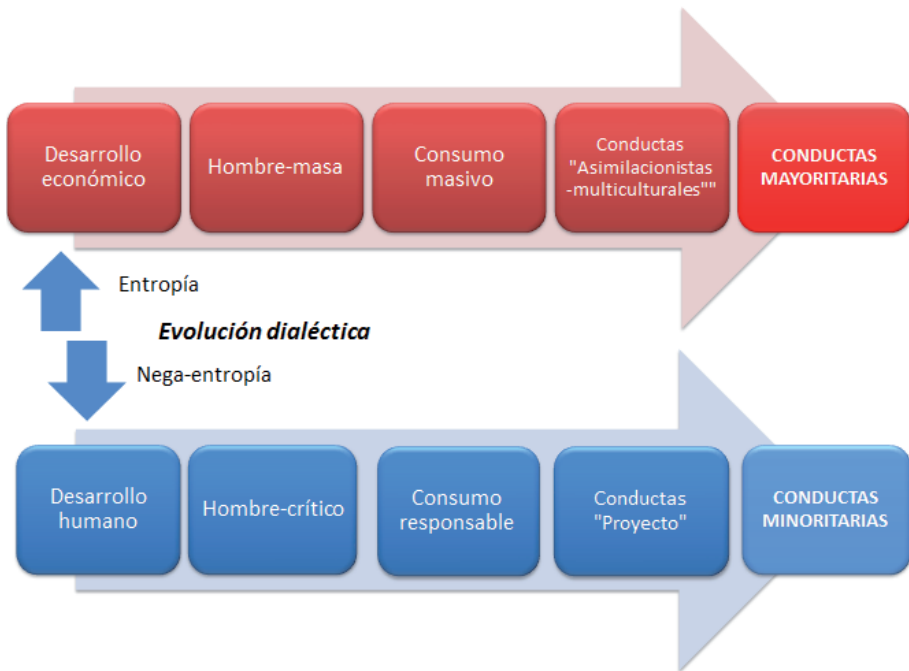 Desarrollo
económico
Hombre-masa
Consumo
masivo
Conductas
"Asimilacionistas
-multiculturales""
CONDUCTAS
MAYORITARIAS
Entropía
Evolución dialéctica
Nega-entropía
Desarrollo
humano
Hombre-crítico
Consumo
responsable
Conductas
"Proyecto"
CONDUCTAS
MINORITARIAS